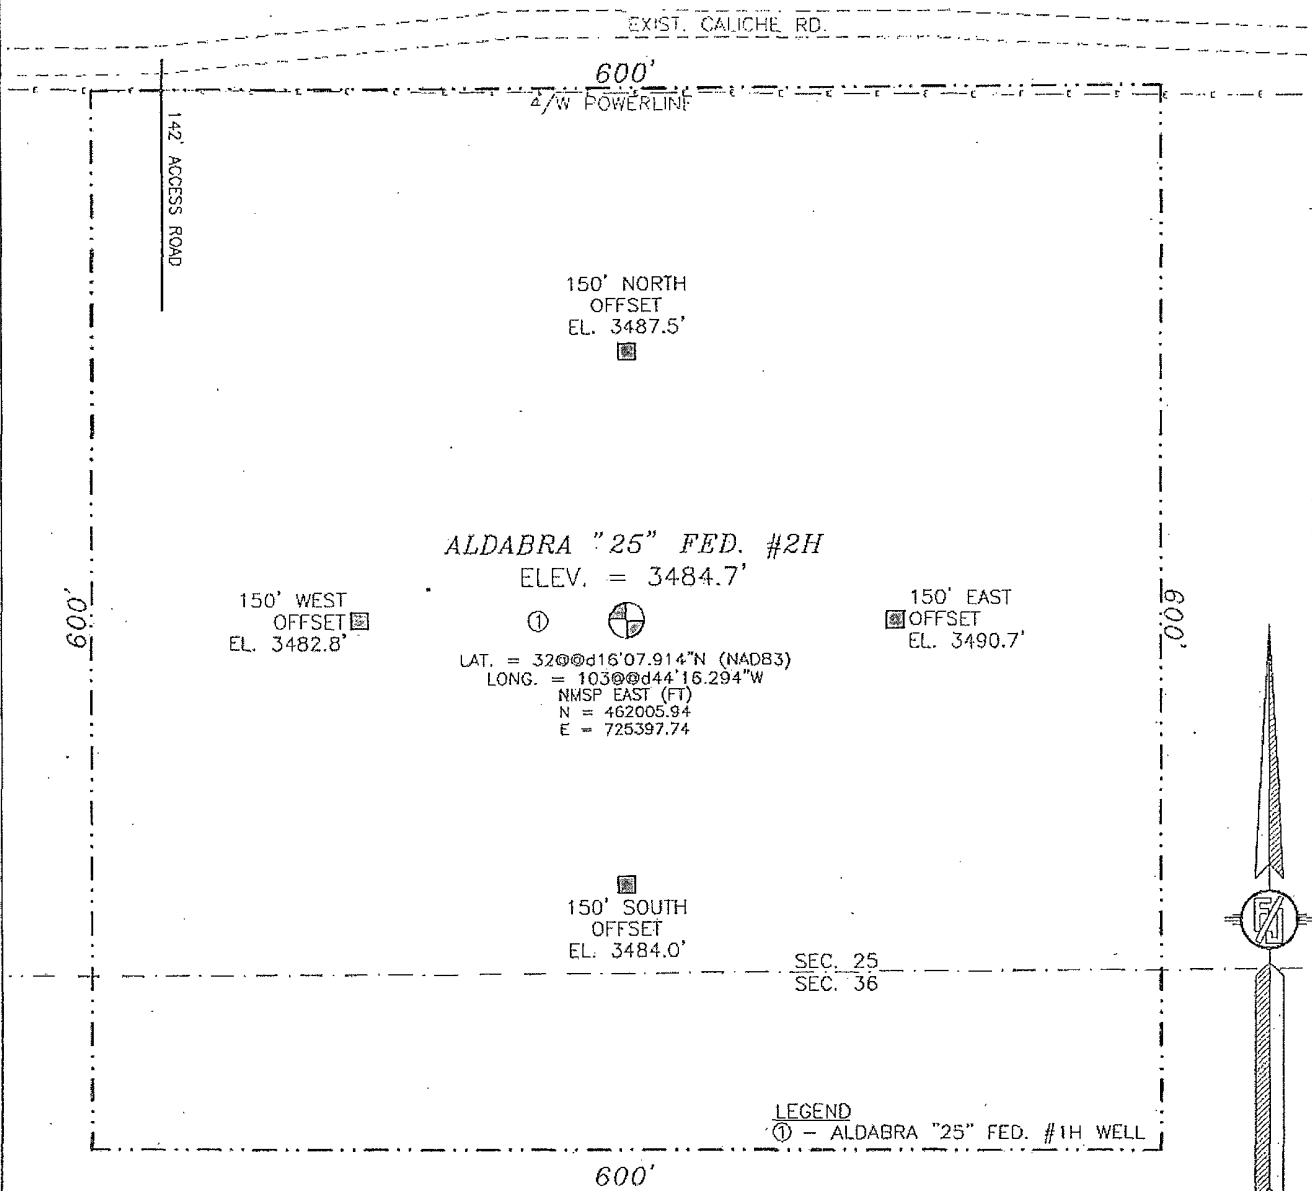 EXIST. CALICHE RD.
600'
4/W POWERLINE
142' ACCESS ROAD
150' NORTH
OFFSET
EL. 3487.5'
ALDABRA "25" FED. #2H
ELEV. = 3484.7'
600'
150' WEST
OFFSET
EL. 3482.8'
①
150' EAST
OFFSET
EL. 3490.7'
600'
LAT. = 32@@d16'07.914"N (NAD83)
LONG. = 103@@d44'16.294"W
NMSP EAST (FT)
N = 462005.94
E = 725397.74
150' SOUTH
OFFSET
EL. 3484.0'
SEC. 25
SEC. 36
LEGEND
① – ALDABRA "25" FED. #1H WELL
600'